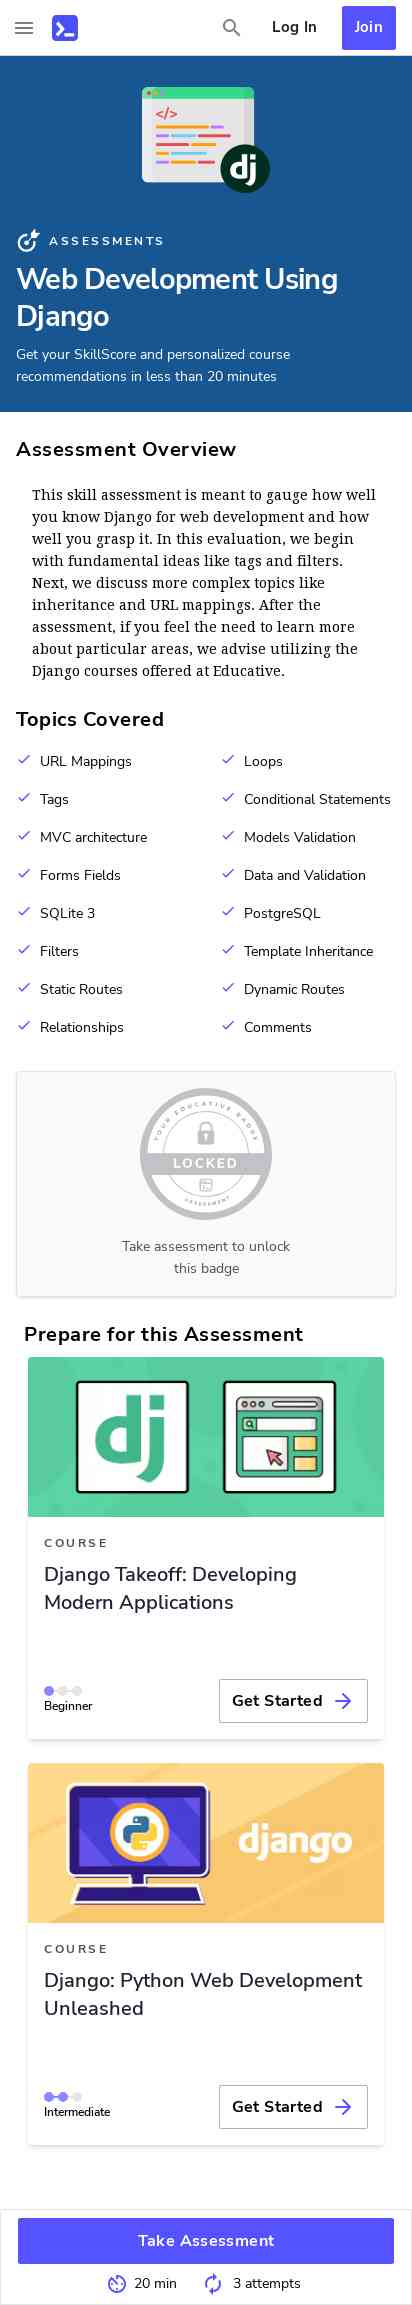 Log In
Join
</>
dj
ASSESSMENTS
Web Development Using
Django
Get your SkillScore and personalized course
recommendations in less than 20 minutes
Assessment Overview
This skill assessment is meant to gauge how well
you know Django for web development and how
well you grasp it. In this evaluation, we begin
with fundamental ideas like tags and filters.
Next, we discuss more complex topics like
inheritance and URL mappings. After the
assessment, if you feel the need to learn more
about particular areas, we advise utilizing the
Django courses offered at Educative.
Topics Covered
URL Mappings
Loops
Tags
Conditional Statements
MVC architecture
Models Validation
Forms Fields
Data and Validation
SQLite 3
PostgreSQL
Filters
Template Inheritance
Static Routes
Dynamic Routes
Relationships
Comments
YOUR EDUCATIVE BADGE
LOCKED
ASSESSMENT
Take assessment to unlock
this badge
Prepare for this Assessment
dj
COURSE
Django Takeoff: Developing
Modern Applications
Beginner
Get Started
django
COURSE
Django: Python Web Development
Unleashed
Intermediate
Get Started
Take Assessment
20 min
3 attempts